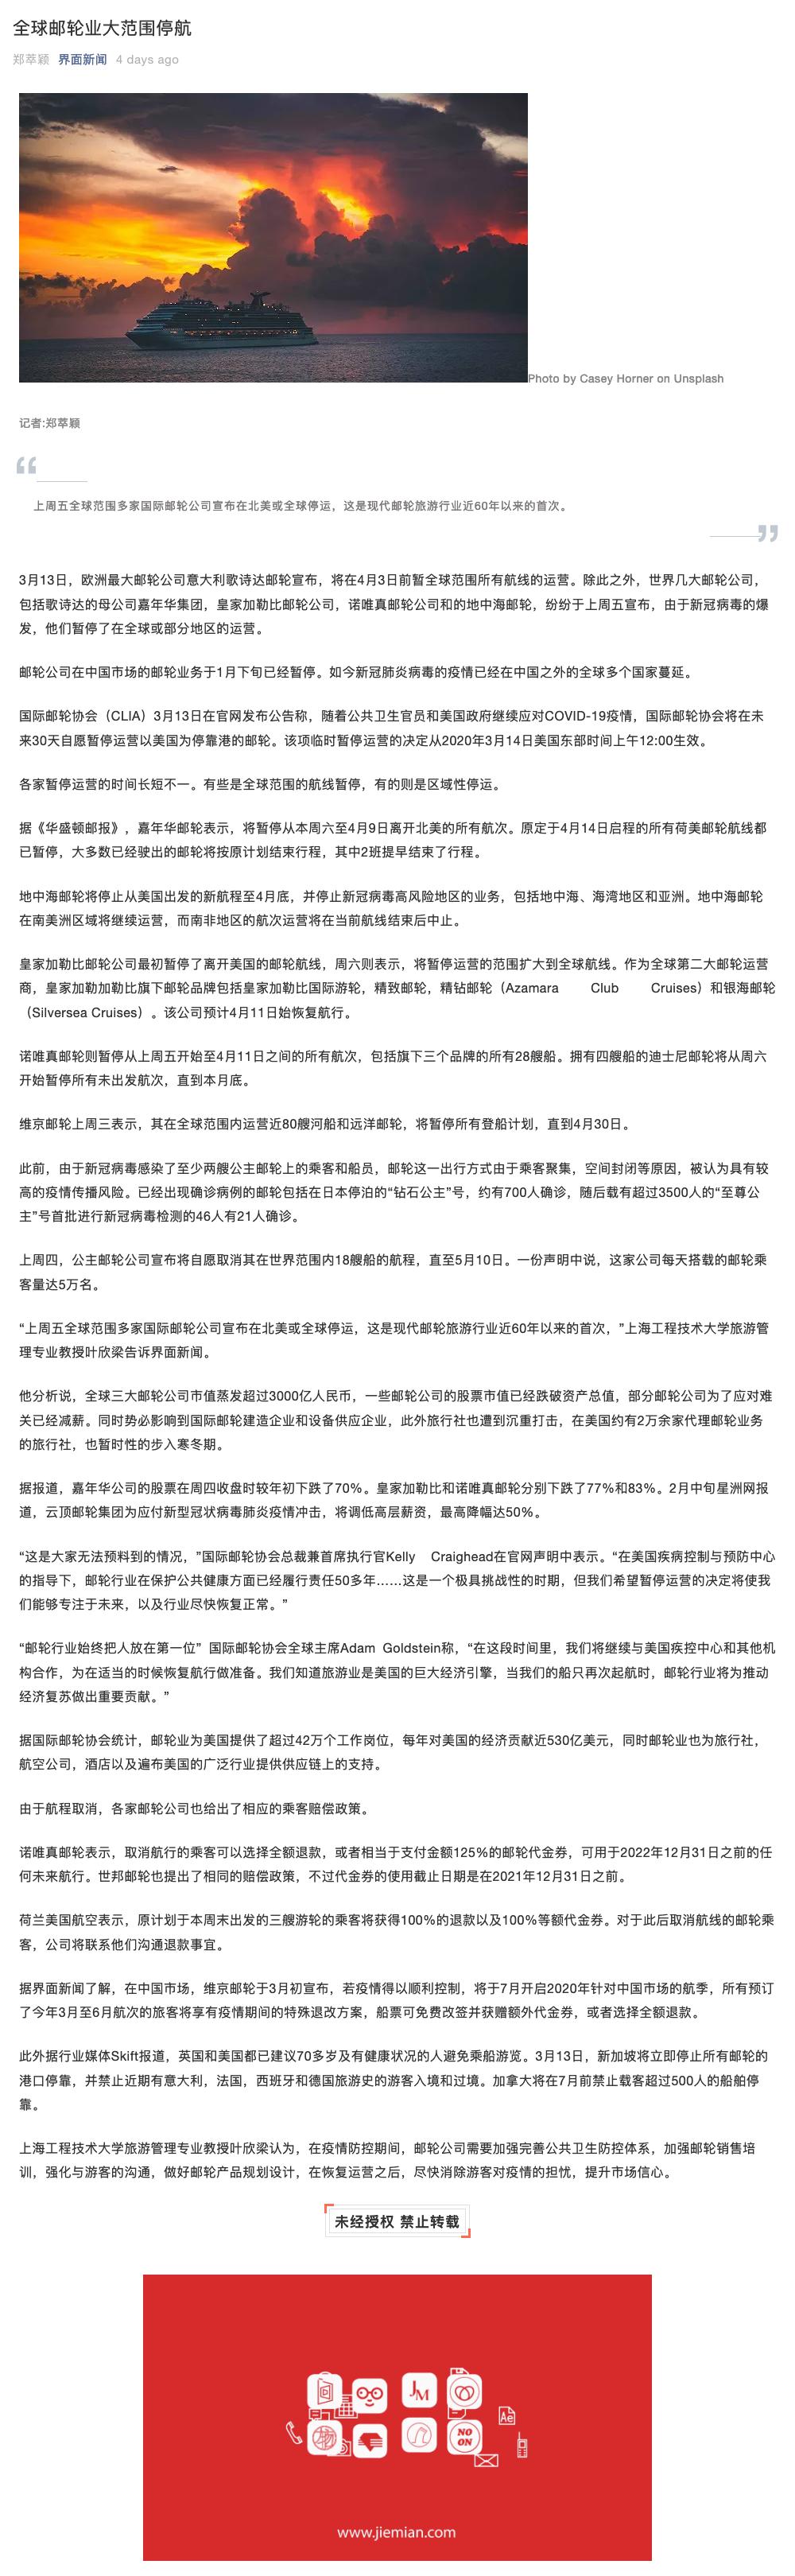 全球邮轮业大范围停航
郑萃颖 界面新闻 4 days ago
Photo by Casey Horner on Unsplash
记者:郑萃颖
“
上周五全球范围多家国际邮轮公司宣布在北美或全球停运，这是现代邮轮旅游行业近60年以来的首次。
”
3月13日，欧洲最大邮轮公司意大利歌诗达邮轮宣布，将在4月3日前暂全球范围所有航线的运营。除此之外，世界几大邮轮公司，
包括歌诗达的母公司嘉年华集团，皇家加勒比邮轮公司，诺唯真邮轮公司和的地中海邮轮，纷纷于上周五宣布，由于新冠病毒的爆
发，他们暂停了在全球或部分地区的运营。
邮轮公司在中国市场的邮轮业务于1月下旬已经暂停。如今新冠肺炎病毒的疫情已经在中国之外的全球多个国家蔓延。
国际邮轮协会（CLIA）3月13日在官网发布公告称，随着公共卫生官员和美国政府继续应对COVID-19疫情，国际邮轮协会将在未
来30天自愿暂停运营以美国为停靠港的邮轮。该项临时暂停运营的决定从2020年3月14日美国东部时间上午12:00生效。
各家暂停运营的时间长短不一。有些是全球范围的航线暂停，有的则是区域性停运。
据《华盛顿邮报》，嘉年华邮轮表示，将暂停从本周六至4月9日离开北美的所有航次。原定于4月14日启程的所有荷美邮轮航线都
已暂停，大多数已经驶出的邮轮将按原计划结束行程，其中2班提早结束了行程。
地中海邮轮将停止从美国出发的新航程至4月底，并停止新冠病毒高风险地区的业务，包括地中海、海湾地区和亚洲。地中海邮轮
在南美洲区域将继续运营，而南非地区的航次运营将在当前航线结束后中止。
皇家加勒比邮轮公司最初暂停了离开美国的邮轮航线，周六则表示，将暂停运营的范围扩大到全球航线。作为全球第二大邮轮运营
商，皇家加勒加勒比旗下邮轮品牌包括皇家加勒比国际游轮，精致邮轮，精钻邮轮（Azamara Club Cruises）和银海邮轮
（Silversea Cruises）。该公司预计4月11日始恢复航行。
诺唯真邮轮则暂停从上周五开始至4月11日之间的所有航次，包括旗下三个品牌的所有28艘船。拥有四艘船的迪士尼邮轮将从周六
开始暂停所有未出发航次，直到本月底。
维京邮轮上周三表示，其在全球范围内运营近80艘河船和远洋邮轮，将暂停所有登船计划，直到4月30日。
此前，由于新冠病毒感染了至少两艘公主邮轮上的乘客和船员，邮轮这一出行方式由于乘客聚集，空间封闭等原因，被认为具有较
高的疫情传播风险。已经出现确诊病例的邮轮包括在日本停泊的“钻石公主”号，约有700人确诊，随后载有超过3500人的“至尊公
主”号首批进行新冠病毒检测的46人有21人确诊。
上周四，公主邮轮公司宣布将自愿取消其在世界范围内18艘船的航程，直至5月10日。一份声明中说，这家公司每天搭载的邮轮乘
客量达5万名。
“上周五全球范围多家国际邮轮公司宣布在北美或全球停运，这是现代邮轮旅游行业近60年以来的首次，”上海工程技术大学旅游管
理专业教授叶欣梁告诉界面新闻。
他分析说，全球三大邮轮公司市值蒸发超过3000亿人民币，一些邮轮公司的股票市值已经跌破资产总值，部分邮轮公司为了应对难
关已经减薪。同时势必影响到国际邮轮建造企业和设备供应企业，此外旅行社也遭到沉重打击，在美国约有2万余家代理邮轮业务
的旅行社，也暂时性的步入寒冬期。
据报道，嘉年华公司的股票在周四收盘时较年初下跌了70%。皇家加勒比和诺唯真邮轮分别下跌了77%和83%。2月中旬星洲网报
道，云顶邮轮集团为应付新型冠状病毒肺炎疫情冲击，将调低高层薪资，最高降幅达50%。
“这是大家无法预料到的情况，”国际邮轮协会总裁兼首席执行官Kelly Craighead在官网声明中表示。“在美国疾病控制与预防中心
的指导下，邮轮行业在保护公共健康方面已经履行责任50多年……这是一个极具挑战性的时期，但我们希望暂停运营的决定将使我
们能够专注于未来，以及行业尽快恢复正常。”
“邮轮行业始终把人放在第一位”国际邮轮协会全球主席Adam Goldstein称，“在这段时间里，我们将继续与美国疾控中心和其他机
构合作，为在适当的时候恢复航行做准备。我们知道旅游业是美国的巨大经济引擎，当我们的船只再次起航时，邮轮行业将为推动
经济复苏做出重要贡献。”
据国际邮轮协会统计，邮轮业为美国提供了超过42万个工作岗位，每年对美国的经济贡献近530亿美元，同时邮轮业也为旅行社，
航空公司，酒店以及遍布美国的广泛行业提供供应链上的支持。
由于航程取消，各家邮轮公司也给出了相应的乘客赔偿政策。
诺唯真邮轮表示，取消航行的乘客可以选择全额退款，或者相当于支付金额125%的邮轮代金券，可用于2022年12月31日之前的任
何未来航行。世邦邮轮也提出了相同的赔偿政策，不过代金券的使用截止日期是在2021年12月31日之前。
荷兰美国航空表示，原计划于本周末出发的三艘游轮的乘客将获得100%的退款以及100%等额代金券。对于此后取消航线的邮轮乘
客，公司将联系他们沟通退款事宜。
据界面新闻了解，在中国市场，维京邮轮于3月初宣布，若疫情得以顺利控制，将于7月开启2020年针对中国市场的航季，所有预订
了今年3月至6月航次的旅客将享有疫情期间的特殊退改方案，船票可免费改签并获赠额外代金券，或者选择全额退款。
此外据行业媒体Skift报道，英国和美国都已建议70多岁及有健康状况的人避免乘船游览。3月13日，新加坡将立即停止所有邮轮的
港口停靠，并禁止近期有意大利，法国，西班牙和德国旅游史的游客入境和过境。加拿大将在7月前禁止载客超过500人的船舶停
靠。
上海工程技术大学旅游管理专业教授叶欣梁认为，在疫情防控期间，邮轮公司需要加强完善公共卫生防控体系，加强邮轮销售培
训，强化与游客的沟通，做好邮轮产品规划设计，在恢复运营之后，尽快消除游客对疫情的担忧，提升市场信心。
未经授权 禁止转载
JM
Ae
NO
ON
www.jiemian.com